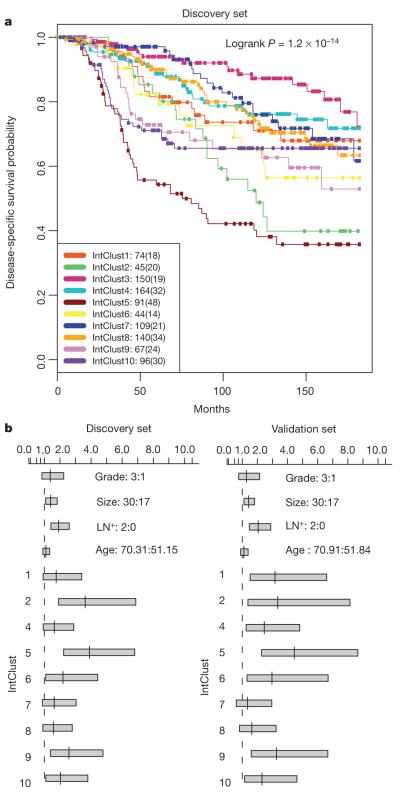 Discovery set
a
Logrank P = 1.2 × 10⁻¹⁴
Disease-specific survival probability
1.0
0.8
0.6
0.4
0.2
0.0
IntClust1: 74(18)
IntClust2: 45(20)
IntClust3: 150(19)
IntClust4: 164(32)
IntClust5: 91(48)
IntClust6: 44(14)
IntClust7: 109(21)
IntClust8: 140(34)
IntClust9: 67(24)
IntClust10: 96(30)
0 50 100 150
Months
b
Discovery set
0.0 1.0 2.0 4.0 6.0 8.0 10.0
Grade: 3:1
Size: 30:17
LN⁺: 2:0
Age: 70.31:51.15
IntClust
1
2
4
5
6
7
8
9
10
Validation set
0.0 1.0 2.0 4.0 6.0 8.0 10.0
Grade: 3:1
Size: 30:17
LN⁺: 2:0
Age : 70.91:51.84
IntClust
1
2
4
5
6
7
8
9
10